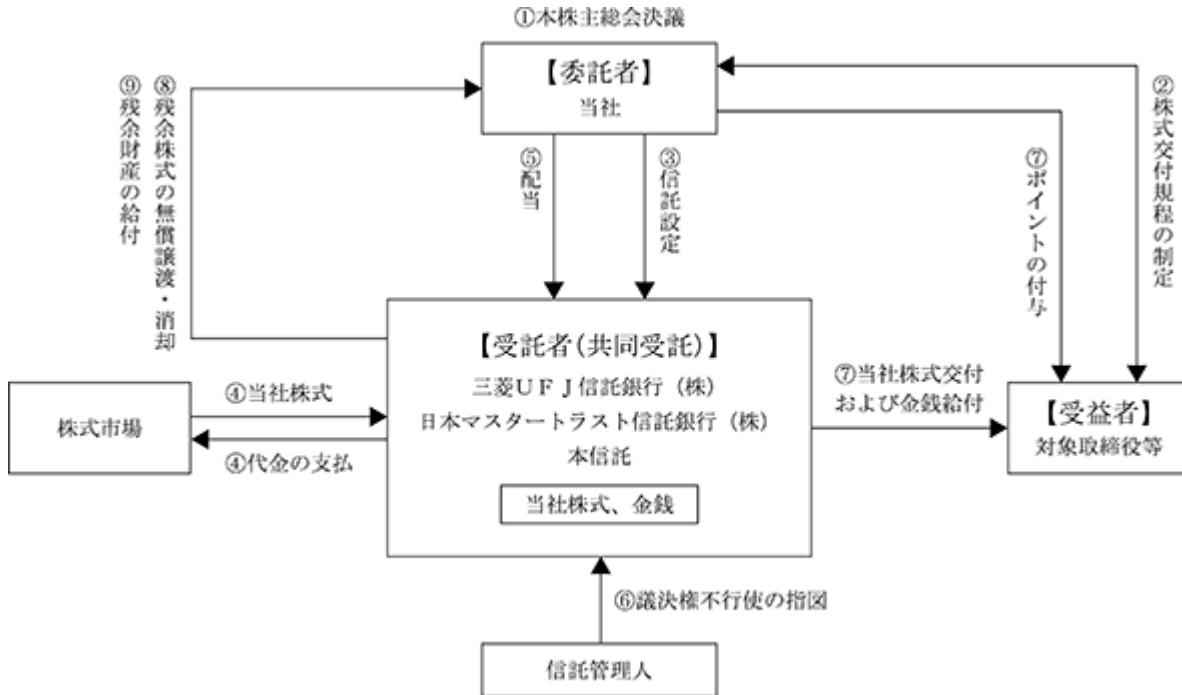 ①本株主総会決議
【委託者】
当社
⑨残余財産の給付
⑧残余株式の無償譲渡・消却
⑤配当
③信託設定
⑦ポイントの付与
②株式交付規程の制定
【受託者(共同受託)】
三菱UFJ信託銀行(株)
日本マスタートラスト信託銀行(株)
本信託
当社株式、金銭
株式市場
④当社株式
④代金の支払
⑦当社株式交付
および金銭給付
【受益者】
対象取締役等
⑥議決権不行使の指図
信託管理人